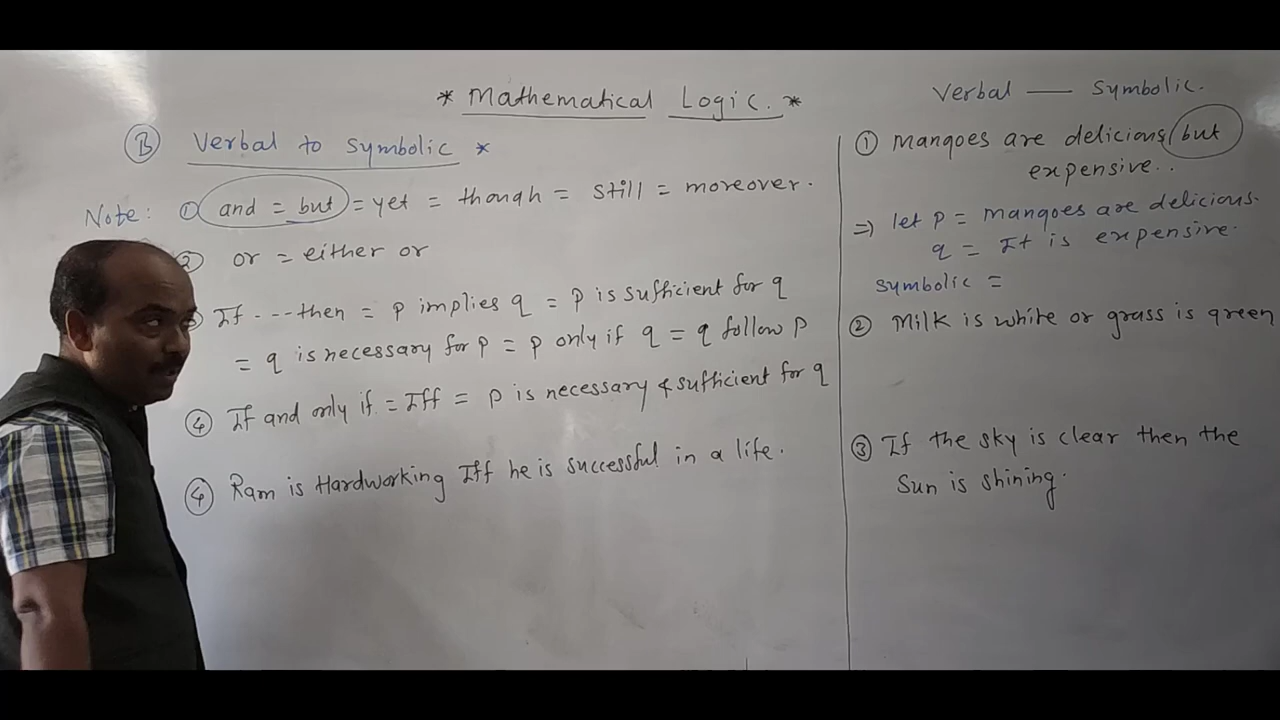 * Mathematical Logic. *
(B) Verbal to Symbolic *
Note: ① and = but = yet = though = still = moreover.
② or = either or
If ---then = p implies q = p is sufficient for q
= q is necessary for p = p only if q = q follow p
④ If and only if = Iff = p is necessary & sufficient for q
④ Ram is Hardworking Iff he is successful in a life.
Verbal — Symbolic.
① Mangoes are delicious but
expensive..
⇒ let p = Mangoes are delicious.
q = It is expensive.
Symbolic =
② Milk is white or grass is green
③ If the sky is clear then the
Sun is shining.